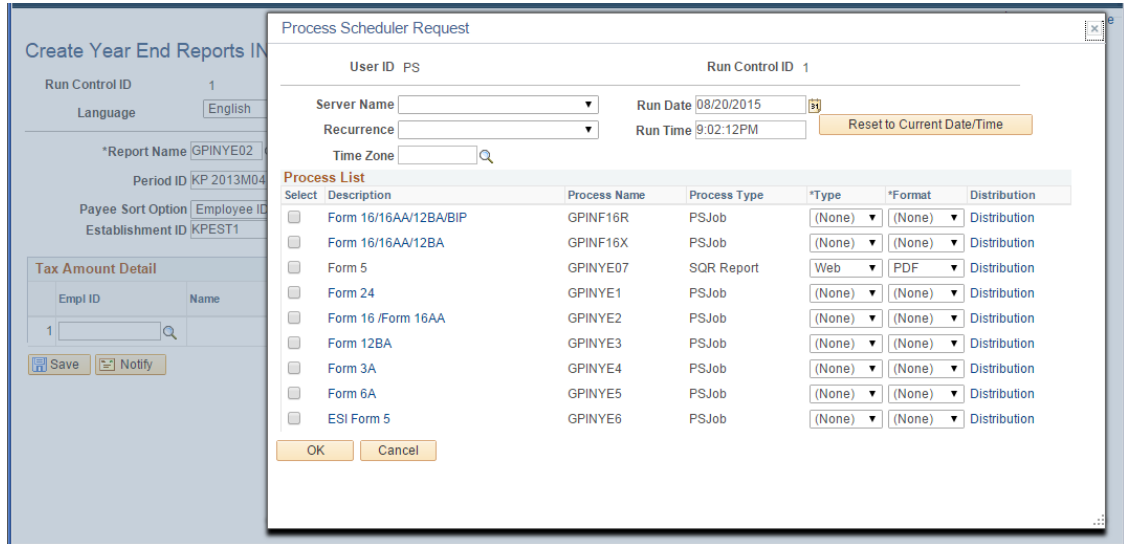 Process Scheduler Request
e
Create Year End Reports IN
User ID PS Run Control ID 1
Run Control ID 1
Language English
Server Name Run Date 08/20/2015 31
Recurrence Run Time 9:02:12PM Reset to Current Date/Time
Time Zone
*Report Name GPINYE02
Period ID KP 2013M04
Payee Sort Option Employee ID
Establishment ID KPEST1
Process List
Select Description Process Name Process Type *Type *Format Distribution
Form 16/16AA/12BA/BIP GPINF16R PSJob (None) (None) Distribution
Form 16/16AA/12BA GPINF16X PSJob (None) (None) Distribution
Form 5 GPINYE07 SQR Report Web PDF Distribution
Form 24 GPINYE1 PSJob (None) (None) Distribution
Form 16 /Form 16AA GPINYE2 PSJob (None) (None) Distribution
Form 12BA GPINYE3 PSJob (None) (None) Distribution
Form 3A GPINYE4 PSJob (None) (None) Distribution
Form 6A GPINYE5 PSJob (None) (None) Distribution
ESI Form 5 GPINYE6 PSJob (None) (None) Distribution
Tax Amount Detail
Empl ID Name
1
Save Notify
OK Cancel